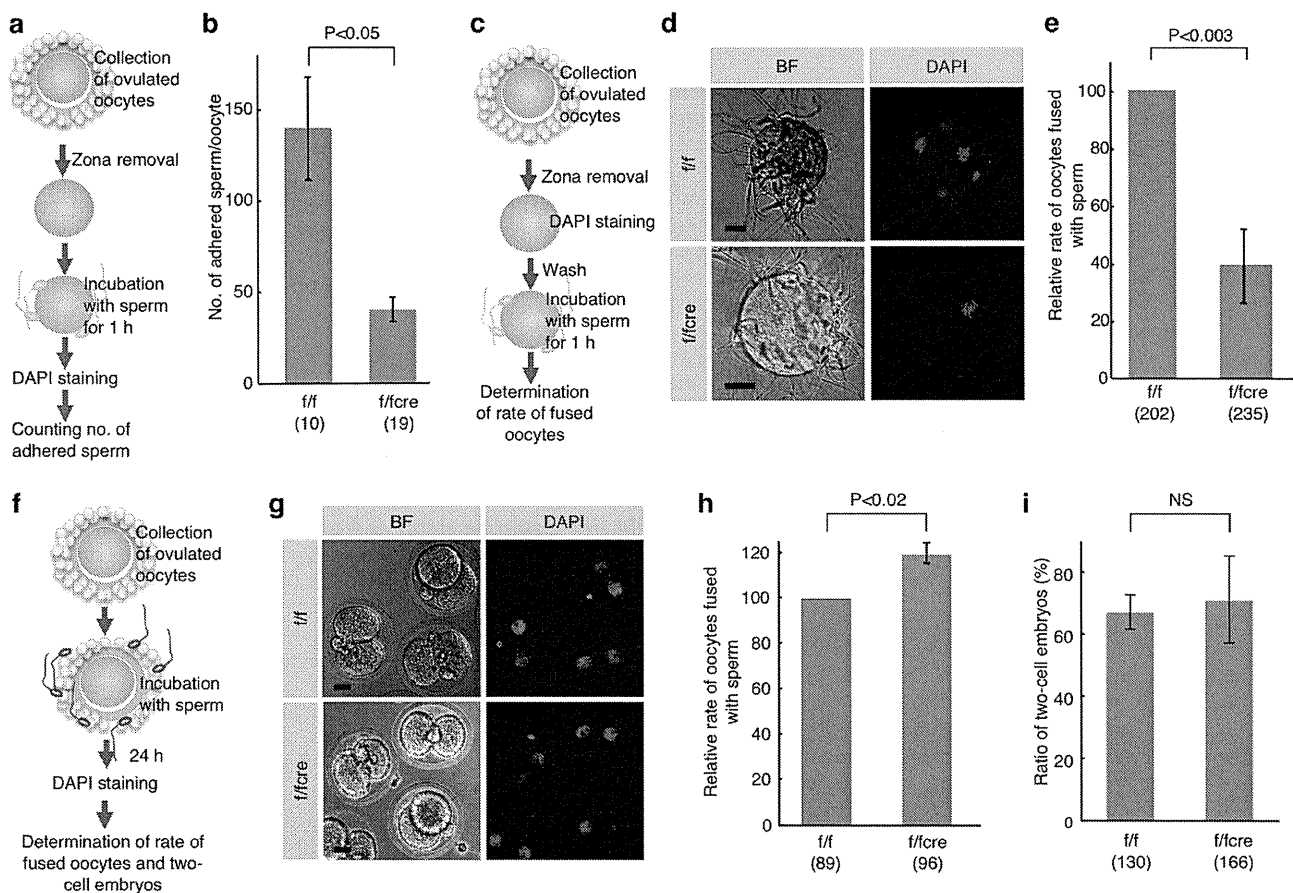 a
Collection
of ovulated
oocytes
Zona removal
Incubation
with sperm
for 1 h
DAPI staining
Counting no. of
adhered sperm
b
P<0.05
No. of adhered sperm/oocyte
150
100
50
0
f/f
(10)
f/fcre
(19)
c
Collection
of ovulated
oocytes
Zona removal
DAPI staining
Wash
Incubation
with sperm
for 1 h
Determination
of rate of fused
oocytes
d
BF
DAPI
f/f
f/fcre
e
P<0.003
Relative rate of oocytes fused
with sperm
100
80
60
40
20
0
f/f
(202)
f/fcre
(235)
f
Collection
of ovulated
oocytes
Incubation
with sperm
24 h
DAPI staining
Determination of rate of
fused oocytes and two-
cell embryos
g
BF
DAPI
f/f
f/fcre
h
P<0.02
Relative rate of oocytes fused
with sperm
120
100
80
60
40
20
0
f/f
(89)
f/fcre
(96)
i
NS
Ratio of two-cell embryos (%)
80
60
40
20
0
f/f
(130)
f/fcre
(166)